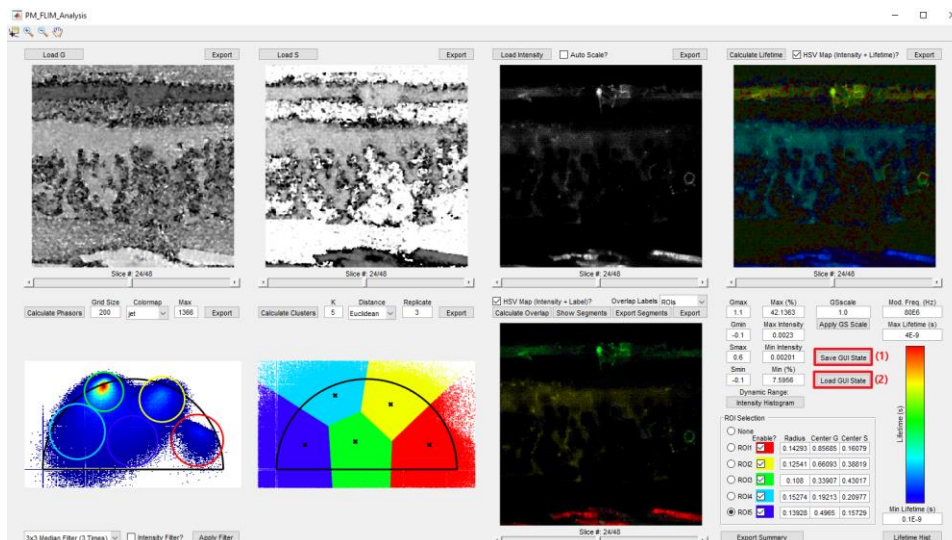 PM_FLIM_Analysis
Load G Export
Load S Export
Load Intensity Auto Scale? Export
Calculate Lifetime HSV Map (Intensity + Lifetime)? Export
Slice #: 24/48
Slice #: 24/48
Slice #: 24/48
Slice #: 24/48
Grid Size Colormap Max
Calculate Phasors 200 jet 1366 Export
K Distance Replicate
Calculate Clusters 5 Euclidean 3 Export
HSV Map (Intensity + Label)? Overlap Labels ROIs
Calculate Overlap Show Segments Export Segments Export
Gmax Max (%) GSscale Mod. Freq. (Hz)
1.1 42.1363 1.0 80E6
Gmin Max Intensity Apply GS Scale Max Lifetime (s)
-0.1 0.0023 4E-9
Smax Min Intensity
0.6 0.00201 Save GUI State (1)
Smin Min (%)
-0.1 7.5956 Load GUI State (2)
Dynamic Range:
Intensity Histogram
Lifetime (s)
ROI Selection
None
Enable? Radius Center G Center S
ROI1 0.14293 0.85685 0.16079
ROI2 0.12541 0.66093 0.38819
ROI3 0.108 0.33907 0.43017
ROI4 0.15274 0.19213 0.20977
ROI5 0.13928 0.4965 0.15729
Min Lifetime (s)
0.1E-9
Slice #: 24/48
3x3 Median Filter (3 Times) Intensity Filter? Apply Filter
Export Summary Lifetime Hist